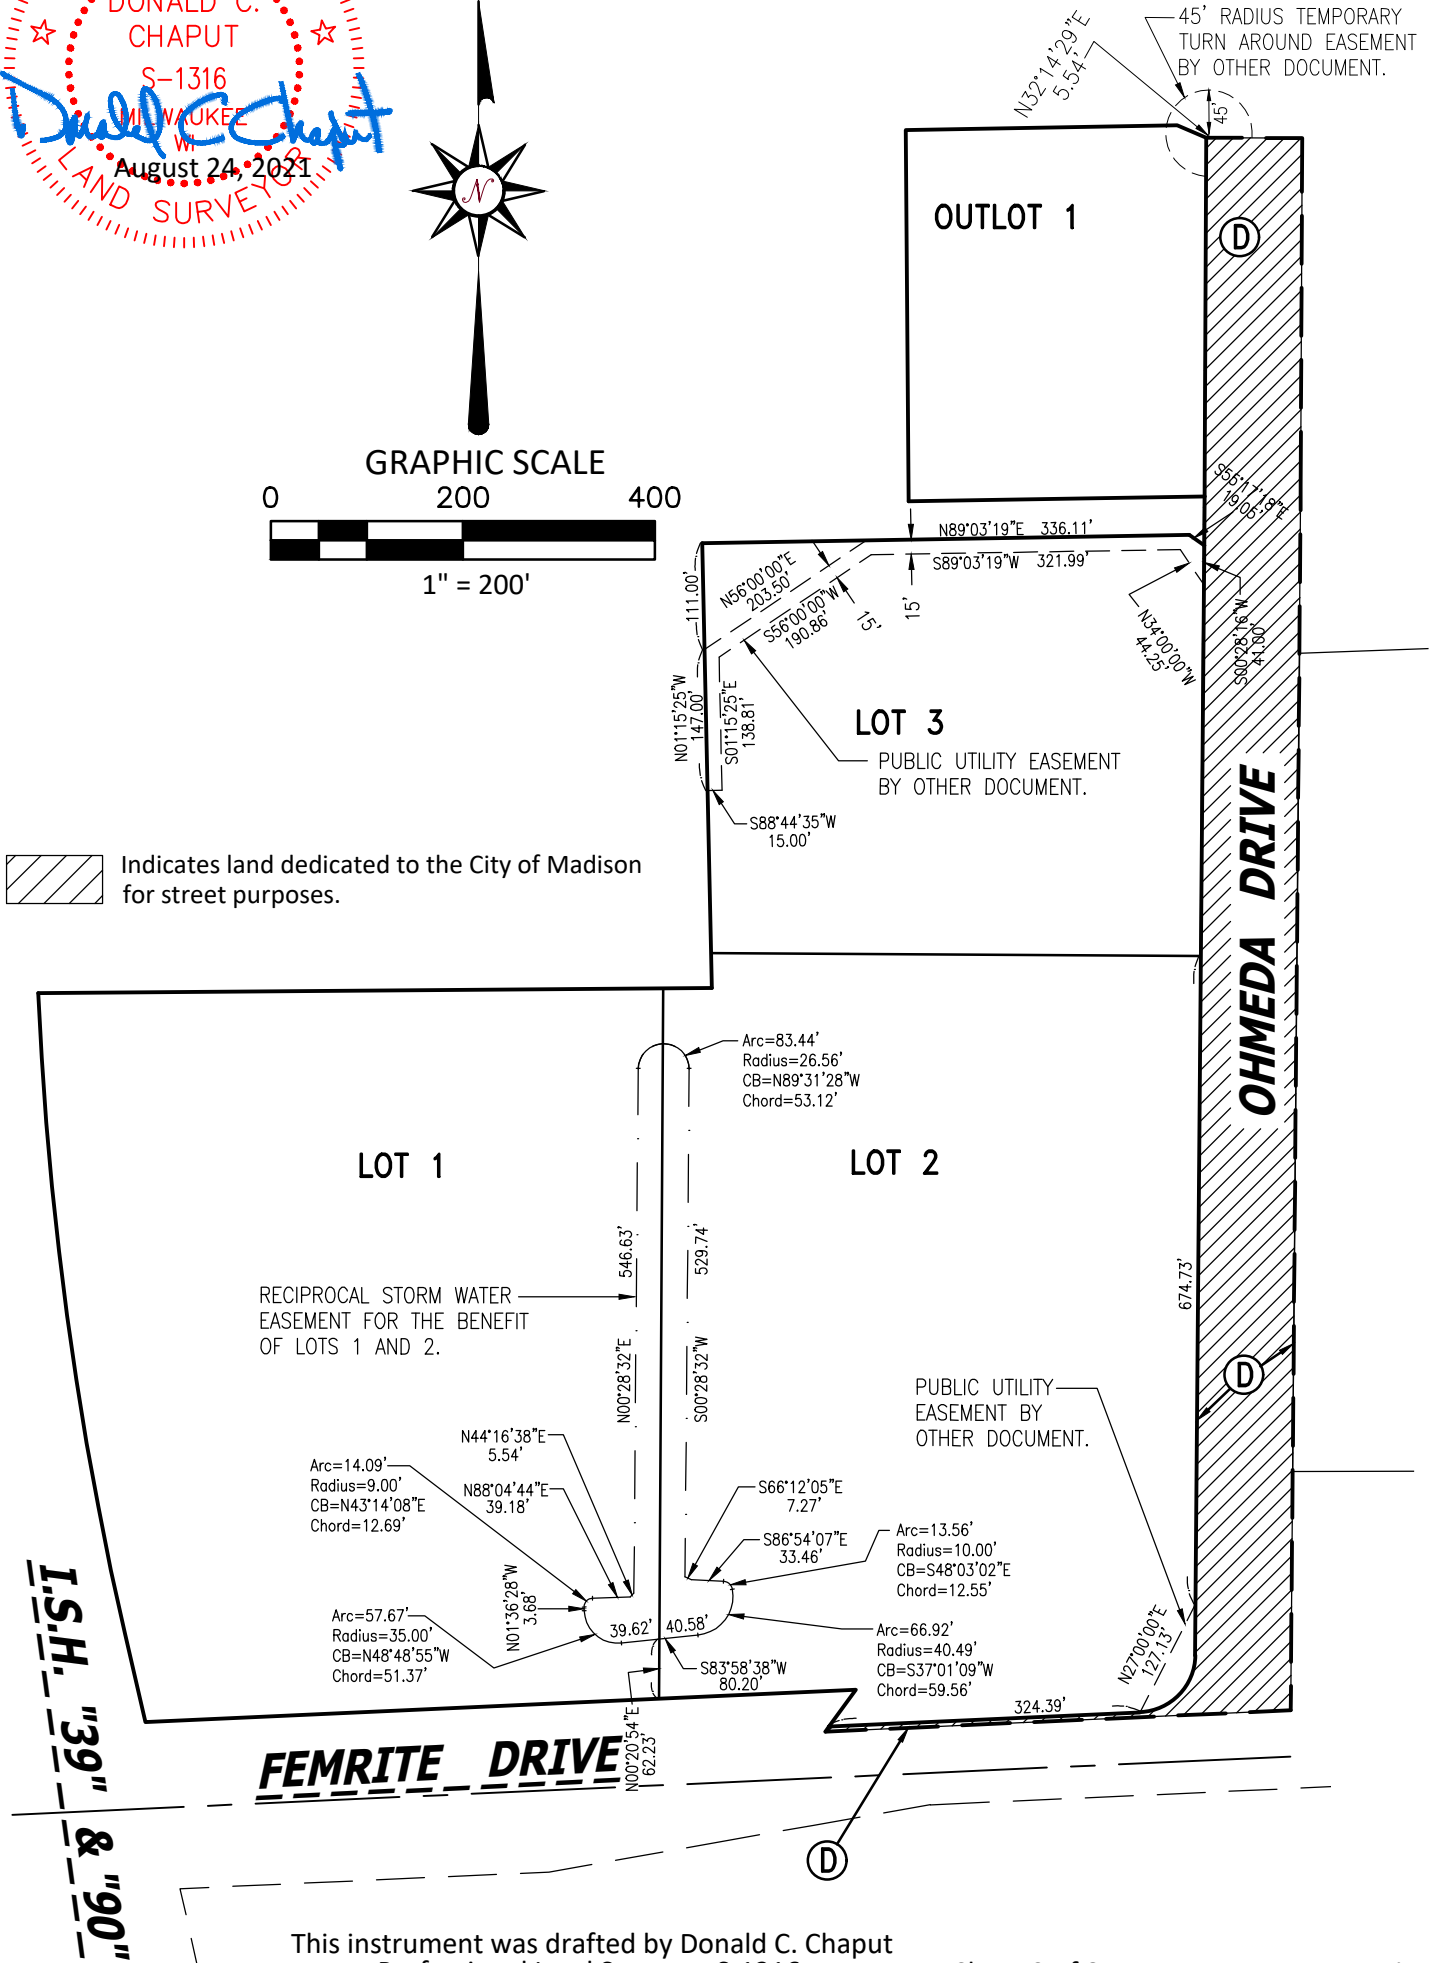 DONALD C.
CHAPUT
S-1316
MILWAUKEE
WI
LAND SURVEYOR
August 24, 2021
N
GRAPHIC SCALE
0 200 400
1" = 200'
N32°14'29"E
5.54'
45' RADIUS TEMPORARY
TURN AROUND EASEMENT
BY OTHER DOCUMENT.
45'
OUTLOT 1
D
S55°17'18"E
19.05'
N89°03'19"E 336.11'
S89°03'19"W 321.99'
N56°00'00"E
203.50'
S56°00'00"W
190.86'
15'
15'
111.00'
N34°00'00"W
44.25'
S00°28'16"W
41.00'
N01°15'25"W
147.00'
S01°15'25"E
138.81'
LOT 3
PUBLIC UTILITY EASEMENT
BY OTHER DOCUMENT.
S88°44'35"W
15.00'
OHMEDA DRIVE
Indicates land dedicated to the City of Madison
for street purposes.
Arc=83.44'
Radius=26.56'
CB=N89°31'28"W
Chord=53.12'
LOT 1
LOT 2
546.63'
N00°28'32"E
529.74'
S00°28'32"W
674.73'
RECIPROCAL STORM WATER
EASEMENT FOR THE BENEFIT
OF LOTS 1 AND 2.
D
PUBLIC UTILITY
EASEMENT BY
OTHER DOCUMENT.
N44°16'38"E
5.54'
Arc=14.09'
Radius=9.00'
CB=N43°14'08"E
Chord=12.69'
N88°04'44"E
39.18'
S66°12'05"E
7.27'
S86°54'07"E
33.46'
Arc=13.56'
Radius=10.00'
CB=S48°03'02"E
Chord=12.55'
N01°36'28"W
3.68'
Arc=57.67'
Radius=35.00'
CB=N48°48'55"W
Chord=51.37'
39.62' 40.58'
Arc=66.92'
Radius=40.49'
CB=S37°01'09"W
Chord=59.56'
S83°58'38"W
80.20'
N27°00'00"E
127.13'
324.39'
N00°20'54"E
62.23'
FEMRITE DRIVE
I.S.H. "39" & "90"
D
This instrument was drafted by Donald C. Chaput